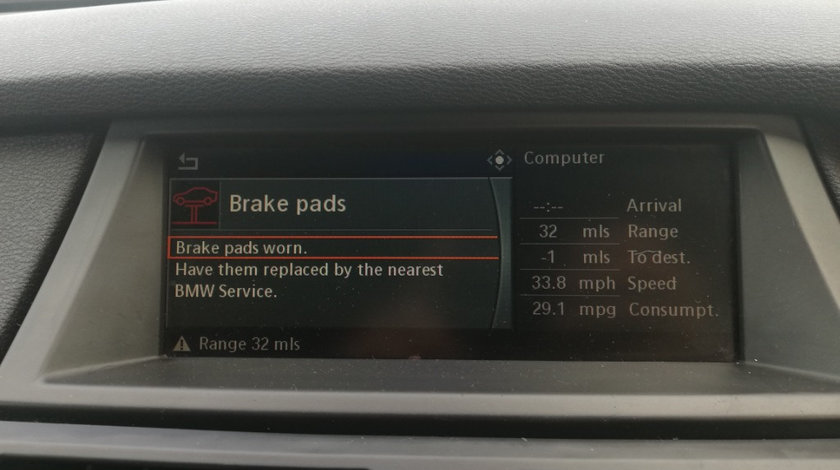 Brake pads
Brake pads worn.
Have them replaced by the nearest
BMW Service.
Range 32 mls
Computer
--:-- Arrival
32 mls Range
-1 mls To dest.
33.8 mph Speed
29.1 mpg Consumpt.